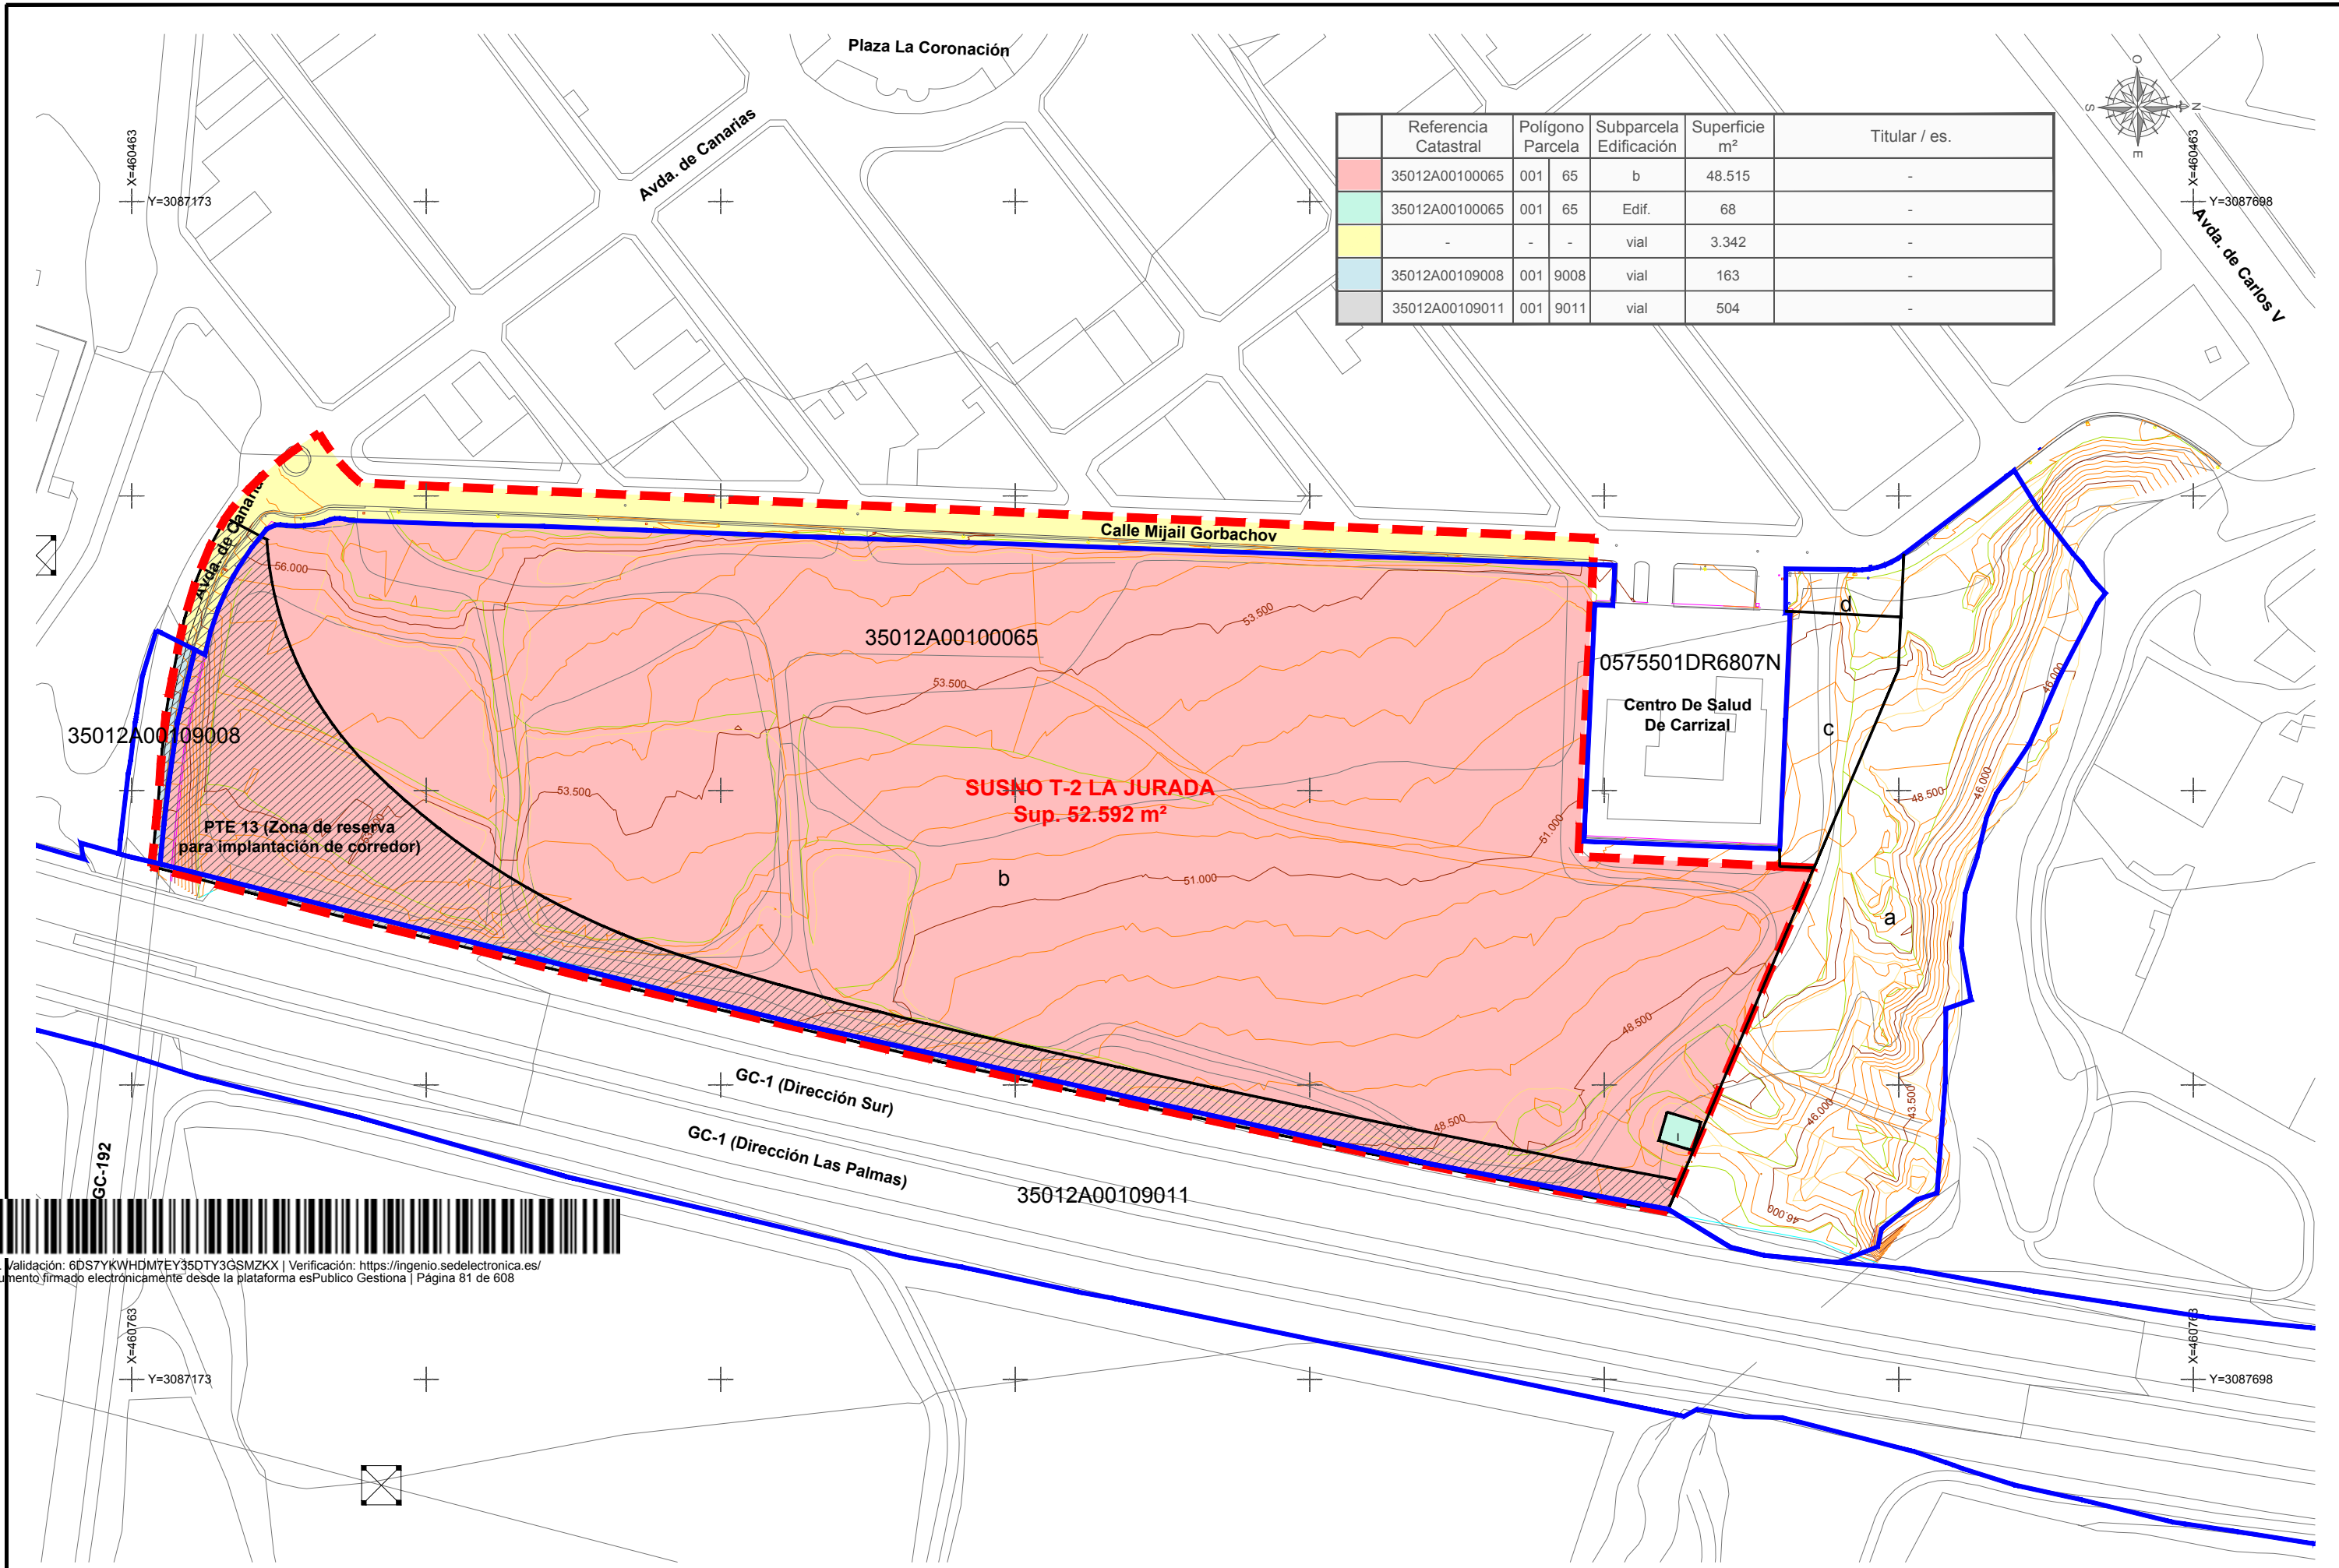 Plaza La Coronación
Avda. de Canarias
O
S
N
E
X=460463
Y=3087173
X=460463
Y=3087698
Avda. de Carlos V
Referencia Catastral | Polígono Parcela | Subparcela Edificación | Superficie m² | Titular / es.
35012A00100065 | 001 | 65 | b | 48.515 | -
35012A00100065 | 001 | 65 | Edif. | 68 | -
- | - | - | vial | 3.342 | -
35012A00109008 | 001 | 9008 | vial | 163 | -
35012A00109011 | 001 | 9011 | vial | 504 | -
Calle Mijail Gorbachov
Avda. de Canaria
56.000
35012A00100065
53.500
53.500
53.500
0575501DR6807N
Centro De Salud
De Carrizal
d
c
a
b
35012A00109008
SUSNO T-2 LA JURADA
Sup. 52.592 m²
PTE 13 (Zona de reserva
para implantación de corredor)
51.000
51.000
48.500
48.500
48.500
46.000
46.000
46.000
46.000
43.500
I
GC-1 (Dirección Sur)
GC-1 (Dirección Las Palmas)
35012A00109011
GC-192
. Validación: 6DS7YKWHDM7EY35DTY3GSMZKX | Verificación: https://ingenio.sedelectronica.es/
umento firmado electrónicamente desde la plataforma esPublico Gestiona | Página 81 de 608
X=460763
Y=3087173
X=460763
Y=3087698